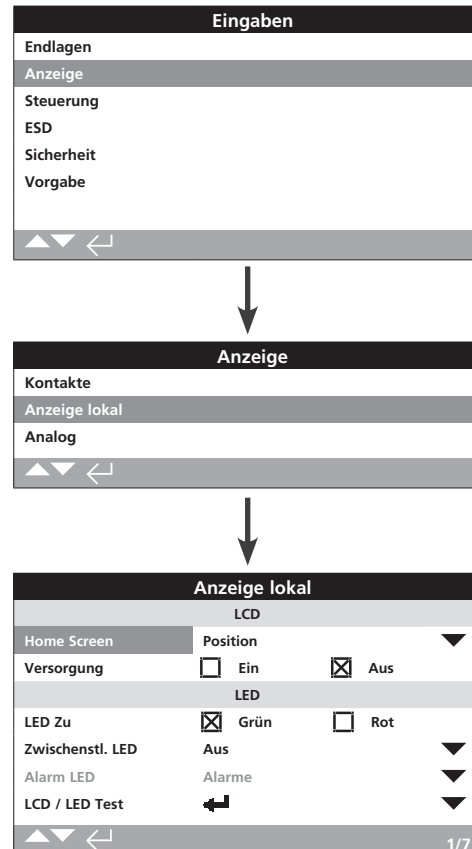 Eingaben
Endlagen
Anzeige
Steuerung
ESD
Sicherheit
Vorgabe
Anzeige
Kontakte
Anzeige lokal
Analog
Anzeige lokal
LCD
Home Screen Position
Versorgung Ein Aus
LED
LED Zu Grün Rot
Zwischenstl. LED Aus
Alarm LED Alarme
LCD / LED Test
1/7